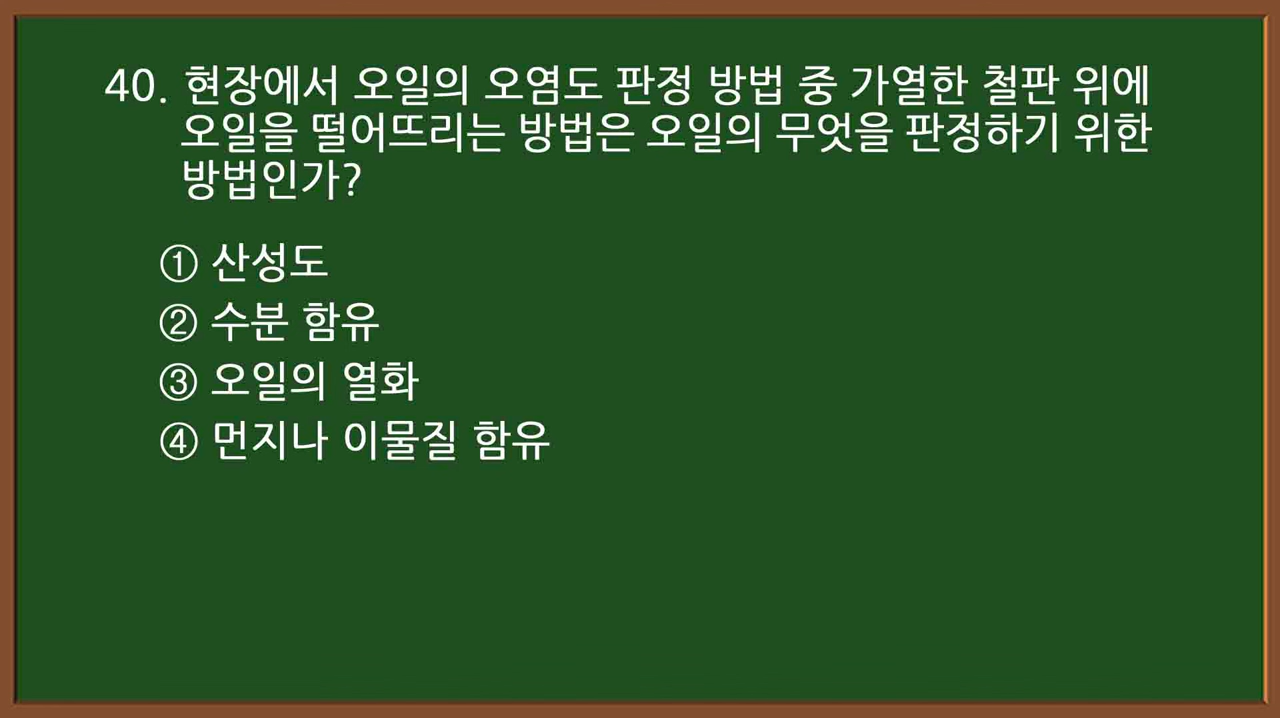 40. 현장에서 오일의 오염도 판정 방법 중 가열한 철판 위에
오일을 떨어뜨리는 방법은 오일의 무엇을 판정하기 위한
방법인가?
① 산성도
② 수분 함유
③ 오일의 열화
④ 먼지나 이물질 함유